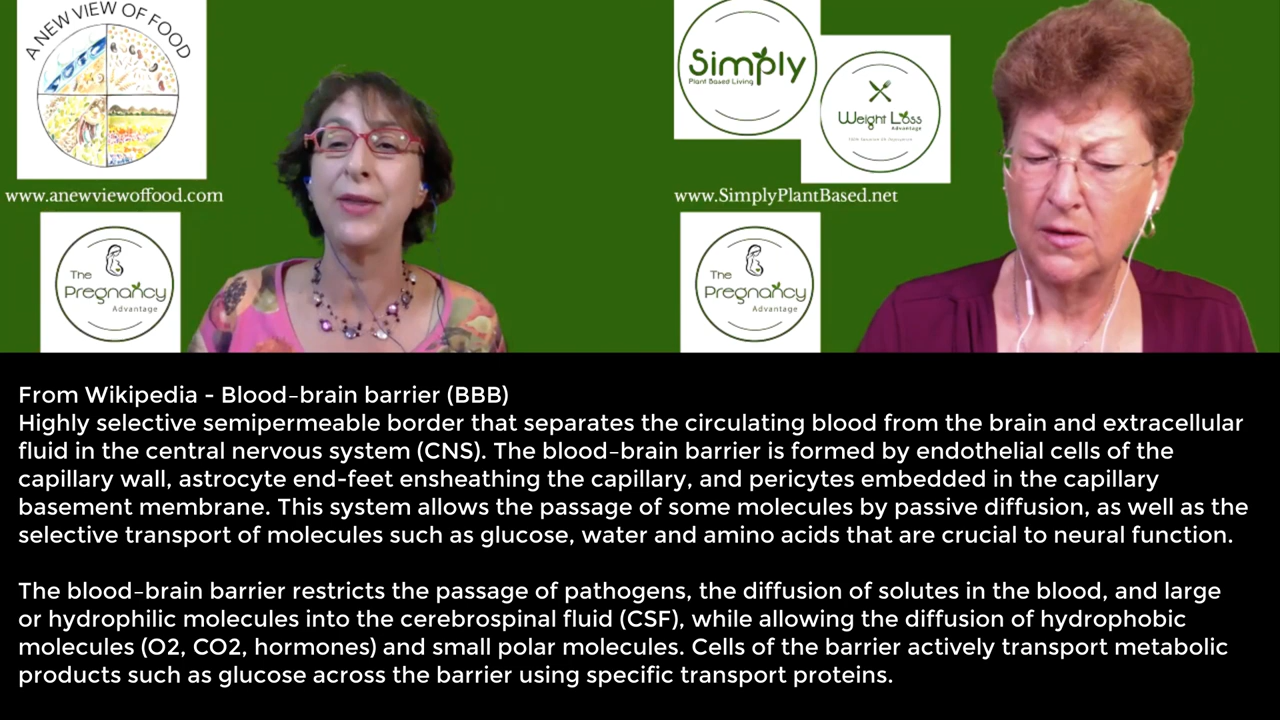 A NEW VIEW OF FOOD
www.anewviewoffood.com
The
Pregnancy
Advantage
Simply
Plant Based Living
Weight Loss
Advantage
www.SimplyPlantBased.net
The
Pregnancy
Advantage
From Wikipedia - Blood-brain barrier (BBB)
Highly selective semipermeable border that separates the circulating blood from the brain and extracellular
fluid in the central nervous system (CNS). The blood-brain barrier is formed by endothelial cells of the
capillary wall, astrocyte end-feet ensheathing the capillary, and pericytes embedded in the capillary
basement membrane. This system allows the passage of some molecules by passive diffusion, as well as the
selective transport of molecules such as glucose, water and amino acids that are crucial to neural function.
The blood-brain barrier restricts the passage of pathogens, the diffusion of solutes in the blood, and large
or hydrophilic molecules into the cerebrospinal fluid (CSF), while allowing the diffusion of hydrophobic
molecules (O2, CO2, hormones) and small polar molecules. Cells of the barrier actively transport metabolic
products such as glucose across the barrier using specific transport proteins.